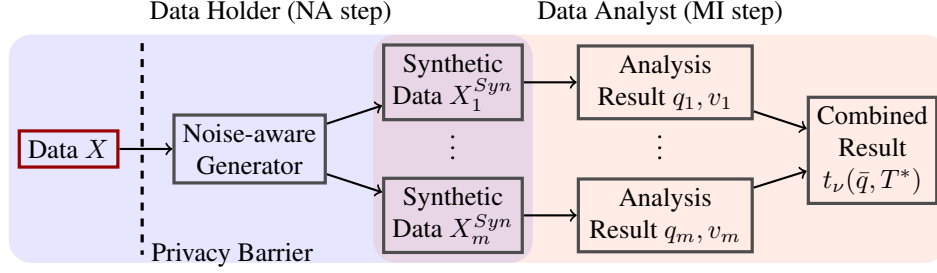 Data Holder (NA step)
Data Analyst (MI step)
Data X
Noise-aware
Generator
Synthetic
Data X_1^{Syn}
⋮
Synthetic
Data X_m^{Syn}
Analysis
Result q_1, v_1
⋮
Analysis
Result q_m, v_m
Combined
Result
t_ν(q̄, T*)
Privacy Barrier